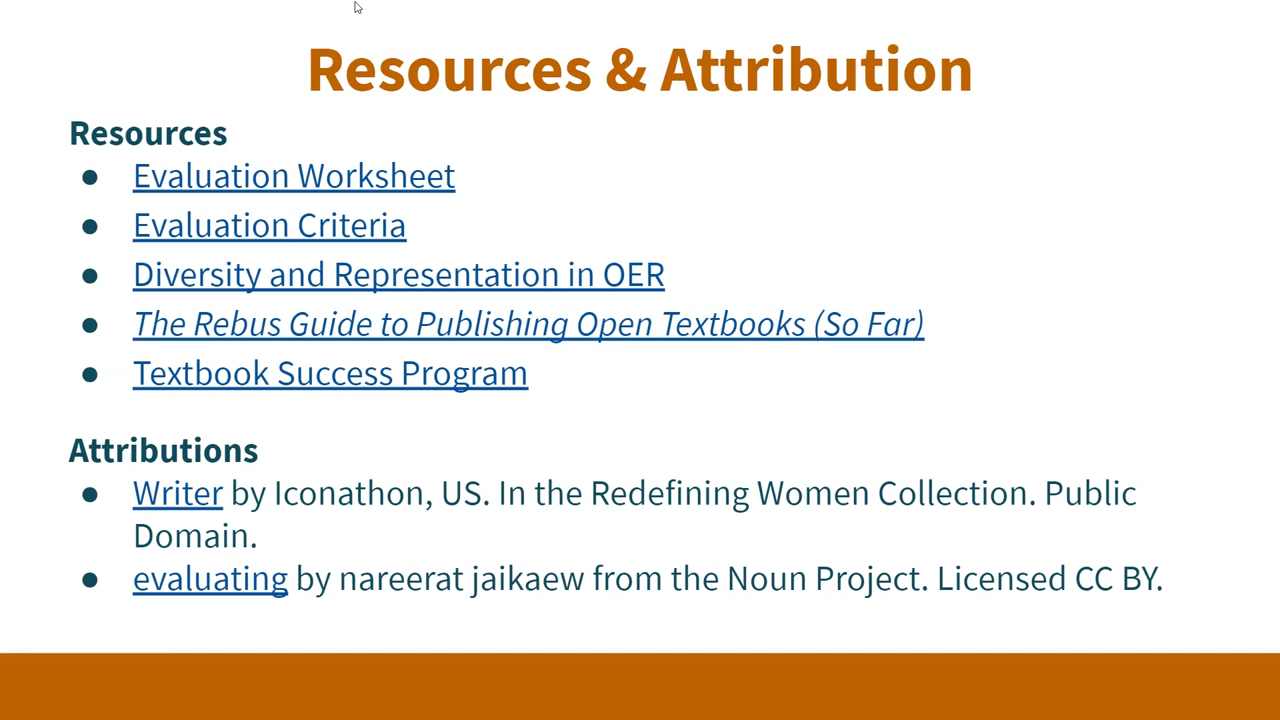 Resources & Attribution
Resources
● Evaluation Worksheet
● Evaluation Criteria
● Diversity and Representation in OER
● The Rebus Guide to Publishing Open Textbooks (So Far)
● Textbook Success Program
Attributions
● Writer by Iconathon, US. In the Redefining Women Collection. Public
Domain.
● evaluating by nareerat jaikaew from the Noun Project. Licensed CC BY.